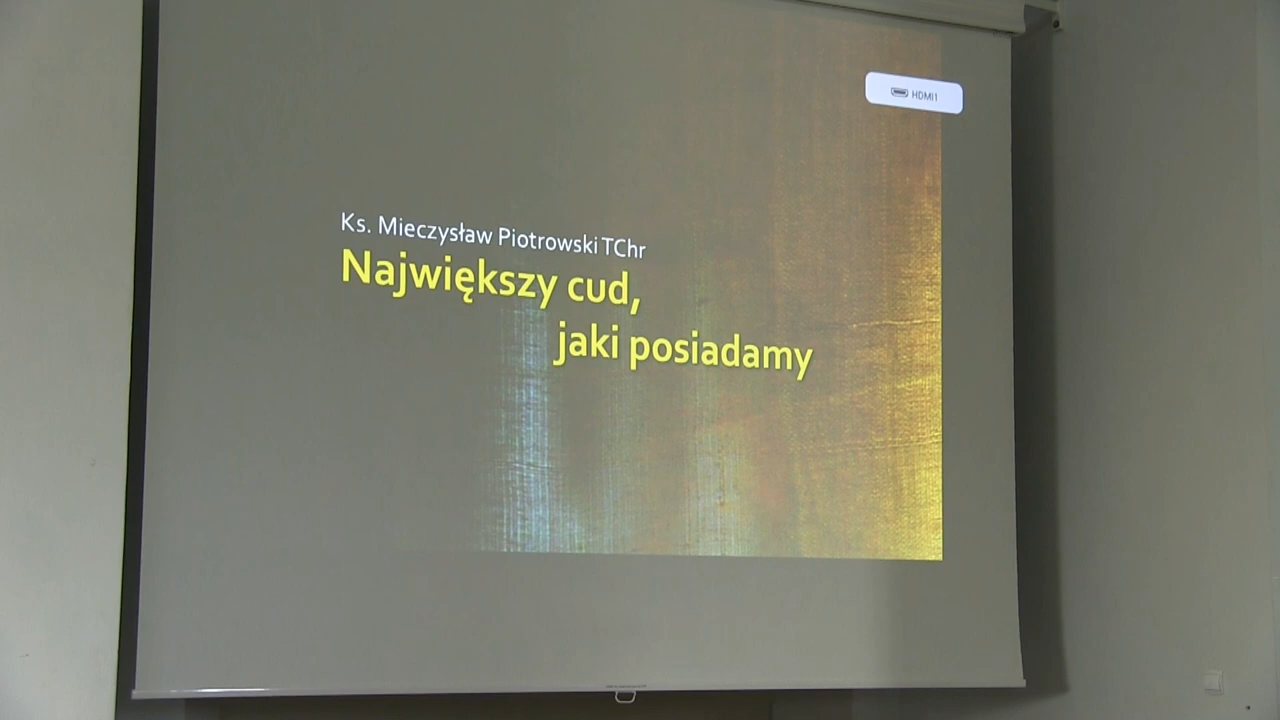 HDMI1
Ks. Mieczysław Piotrowski TChr
Największy cud,
jaki posiadamy